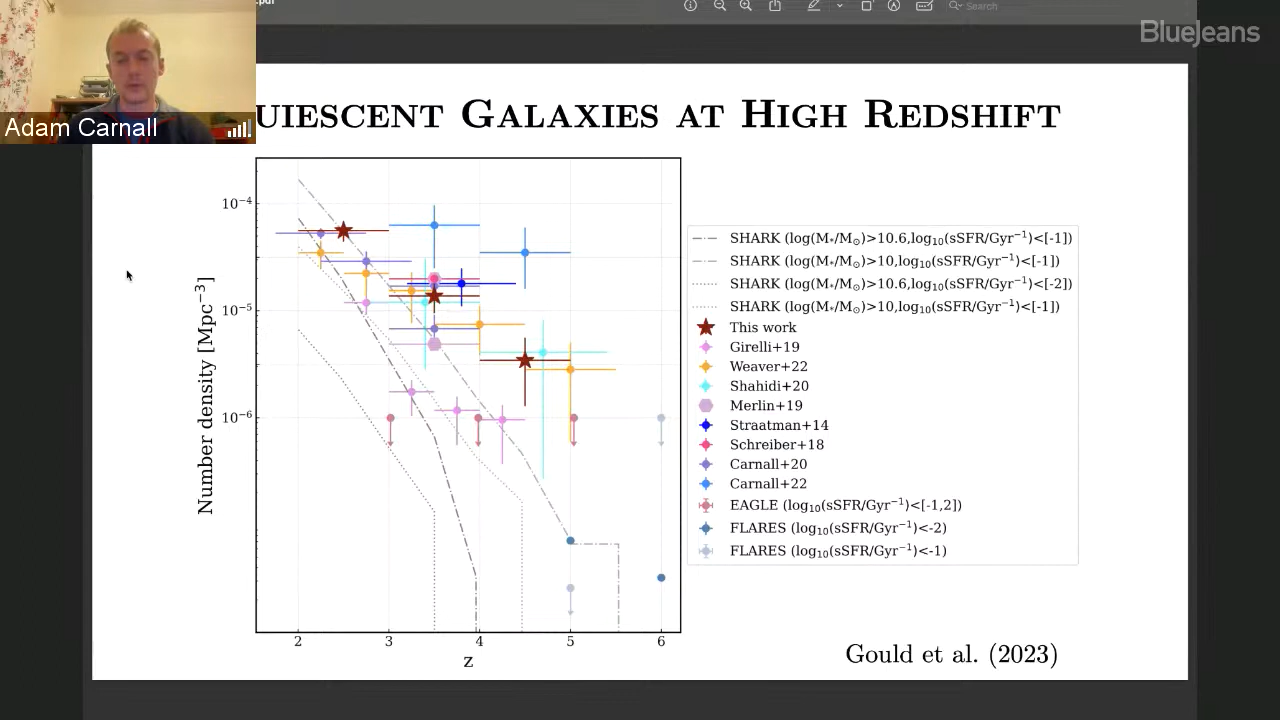 .pdf
Search
BlueJeans
Adam Carnall
UIESCENT GALAXIES AT HIGH REDSHIFT
Number density [Mpc⁻³]
10⁻⁴
10⁻⁵
10⁻⁶
2 3 4 5 6
z
SHARK (log(M*/M⊙)>10.6,log₁₀(sSFR/Gyr⁻¹)<[-1])
SHARK (log(M*/M⊙)>10,log₁₀(sSFR/Gyr⁻¹)<[-1])
SHARK (log(M*/M⊙)>10.6,log₁₀(sSFR/Gyr⁻¹)<[-2])
SHARK (log(M*/M⊙)>10,log₁₀(sSFR/Gyr⁻¹)<[-1])
This work
Girelli+19
Weaver+22
Shahidi+20
Merlin+19
Straatman+14
Schreiber+18
Carnall+20
Carnall+22
EAGLE (log₁₀(sSFR/Gyr⁻¹)<[-1,2])
FLARES (log₁₀(sSFR/Gyr⁻¹)<-2)
FLARES (log₁₀(sSFR/Gyr⁻¹)<-1)
Gould et al. (2023)